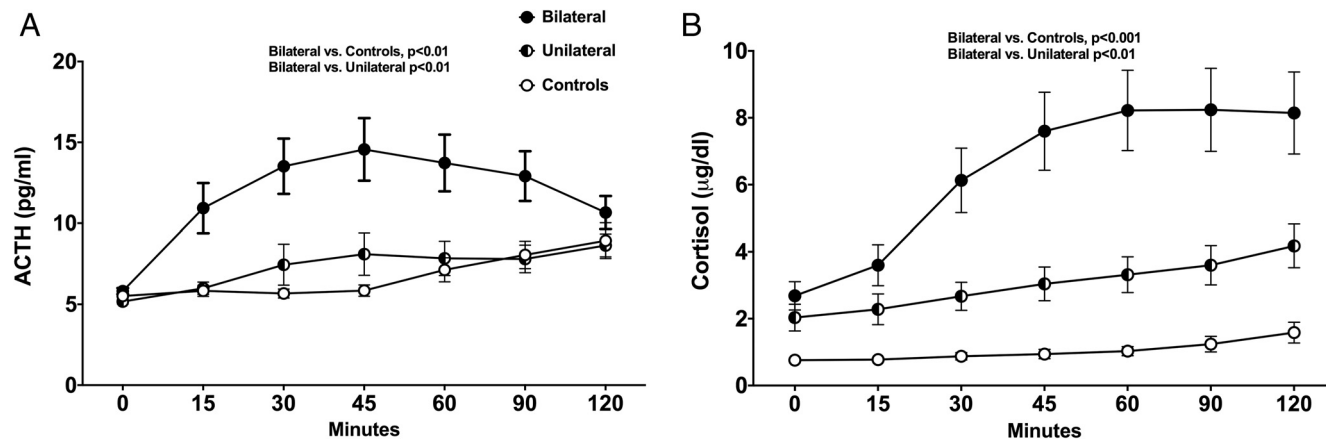 A
Bilateral vs. Controls, p<0.01
Bilateral vs. Unilateral p<0.01
Bilateral
Unilateral
Controls
20
15
10
5
0
ACTH (pg/ml)
0 15 30 45 60 90 120
Minutes
B
Bilateral vs. Controls, p<0.001
Bilateral vs. Unilateral p<0.01
10
8
6
4
2
0
Cortisol (μg/dl)
0 15 30 45 60 90 120
Minutes